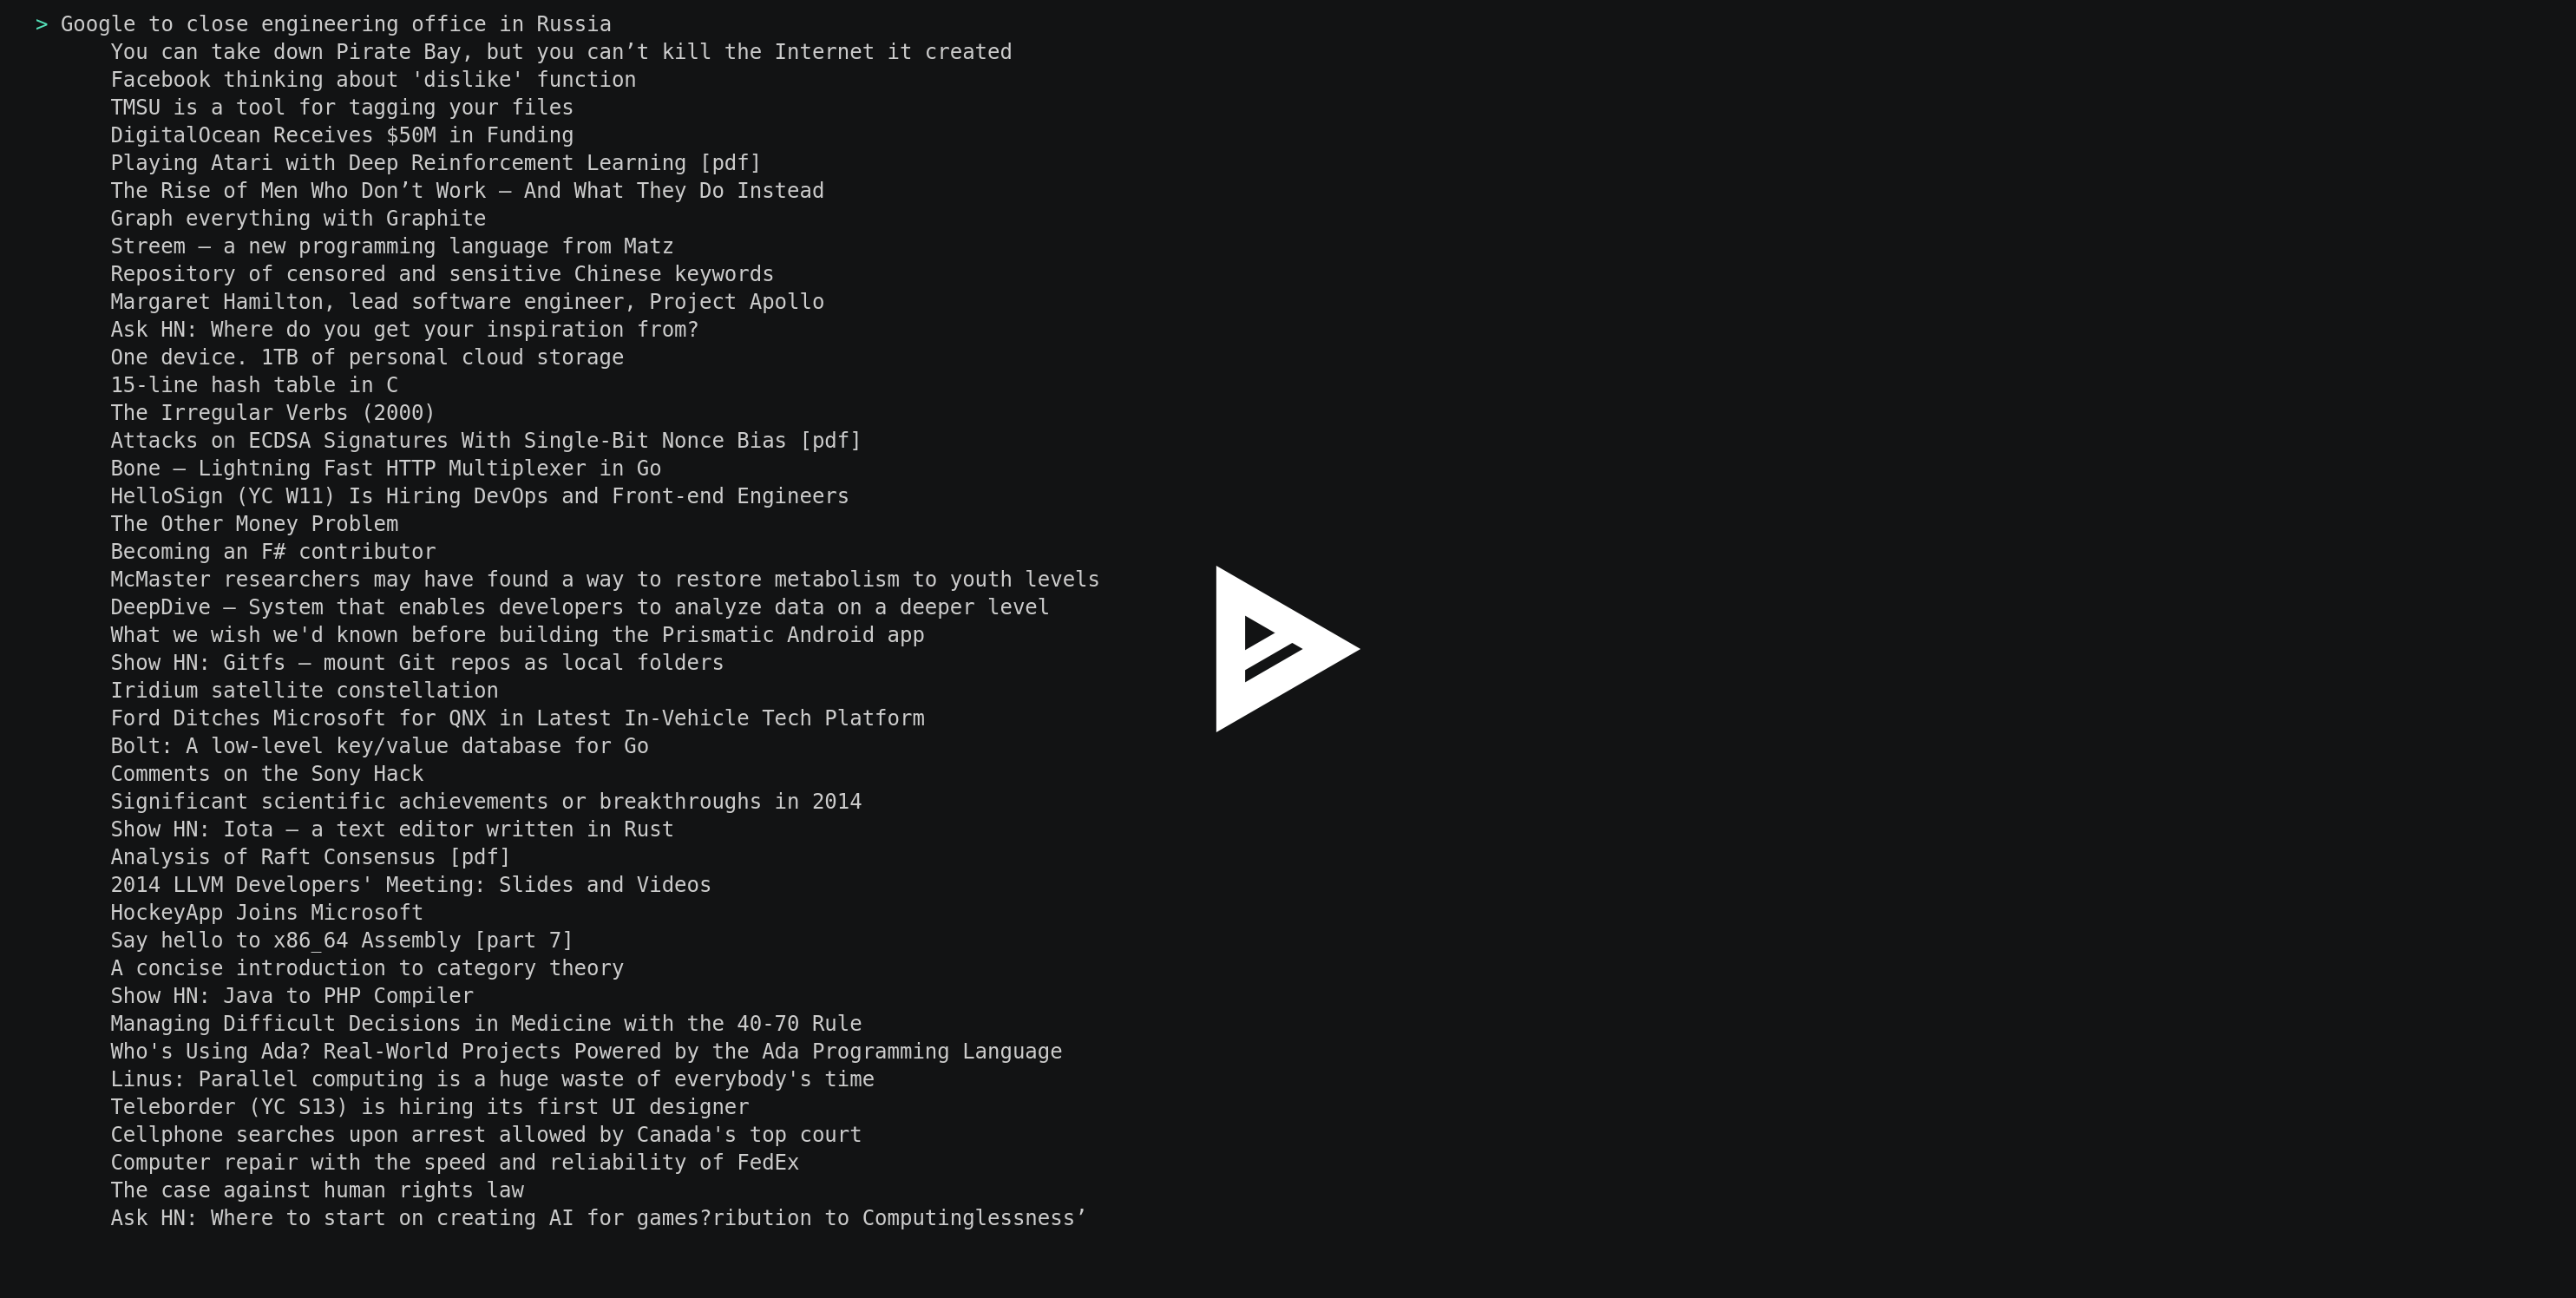 > Google to close engineering office in Russia
You can take down Pirate Bay, but you can’t kill the Internet it created
Facebook thinking about 'dislike' function
TMSU is a tool for tagging your files
DigitalOcean Receives $50M in Funding
Playing Atari with Deep Reinforcement Learning [pdf]
The Rise of Men Who Don’t Work – And What They Do Instead
Graph everything with Graphite
Streem – a new programming language from Matz
Repository of censored and sensitive Chinese keywords
Margaret Hamilton, lead software engineer, Project Apollo
Ask HN: Where do you get your inspiration from?
One device. 1TB of personal cloud storage
15-line hash table in C
The Irregular Verbs (2000)
Attacks on ECDSA Signatures With Single-Bit Nonce Bias [pdf]
Bone – Lightning Fast HTTP Multiplexer in Go
HelloSign (YC W11) Is Hiring DevOps and Front-end Engineers
The Other Money Problem
Becoming an F# contributor
McMaster researchers may have found a way to restore metabolism to youth levels
DeepDive – System that enables developers to analyze data on a deeper level
What we wish we'd known before building the Prismatic Android app
Show HN: Gitfs – mount Git repos as local folders
Iridium satellite constellation
Ford Ditches Microsoft for QNX in Latest In-Vehicle Tech Platform
Bolt: A low-level key/value database for Go
Comments on the Sony Hack
Significant scientific achievements or breakthroughs in 2014
Show HN: Iota – a text editor written in Rust
Analysis of Raft Consensus [pdf]
2014 LLVM Developers' Meeting: Slides and Videos
HockeyApp Joins Microsoft
Say hello to x86_64 Assembly [part 7]
A concise introduction to category theory
Show HN: Java to PHP Compiler
Managing Difficult Decisions in Medicine with the 40-70 Rule
Who's Using Ada? Real-World Projects Powered by the Ada Programming Language
Linus: Parallel computing is a huge waste of everybody's time
Teleborder (YC S13) is hiring its first UI designer
Cellphone searches upon arrest allowed by Canada's top court
Computer repair with the speed and reliability of FedEx
The case against human rights law
Ask HN: Where to start on creating AI for games?ribution to Computinglessness’